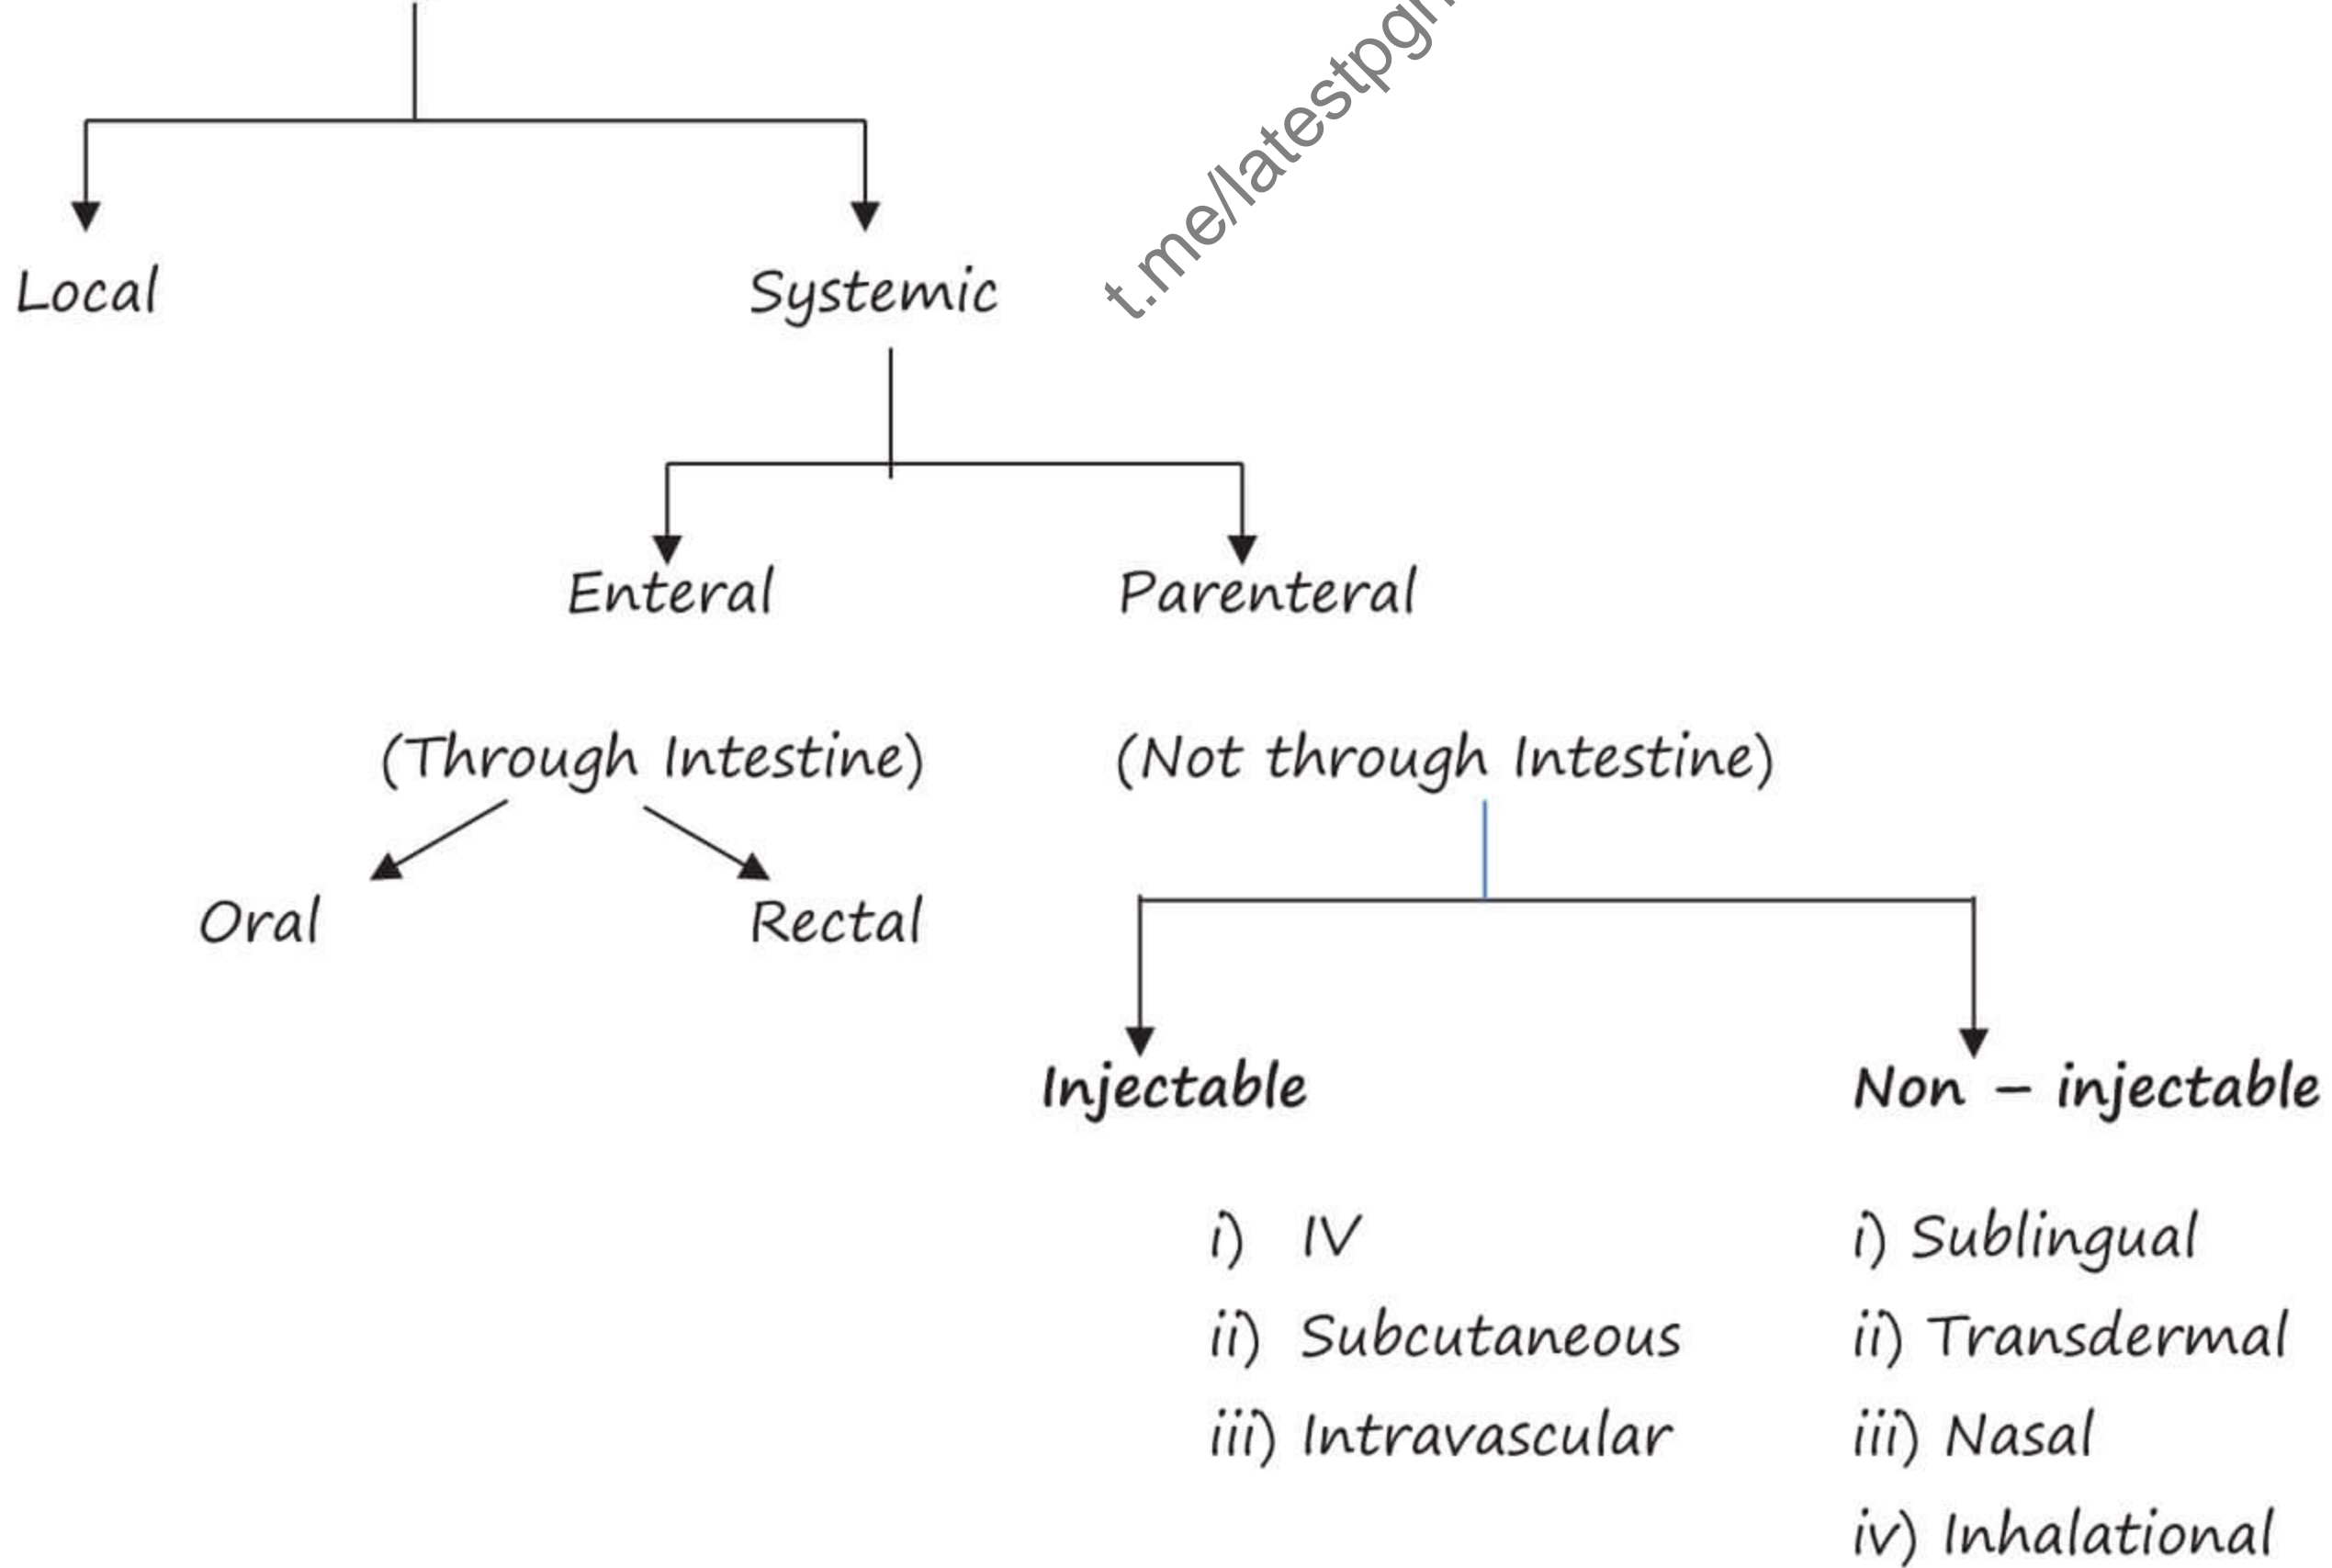 t.me/latestpg
Local
Systemic
Enteral
Parenteral
(Through Intestine)
(Not through Intestine)
Oral
Rectal
Injectable
Non – injectable
i) IV
ii) Subcutaneous
iii) Intravascular
i) Sublingual
ii) Transdermal
iii) Nasal
iv) Inhalational